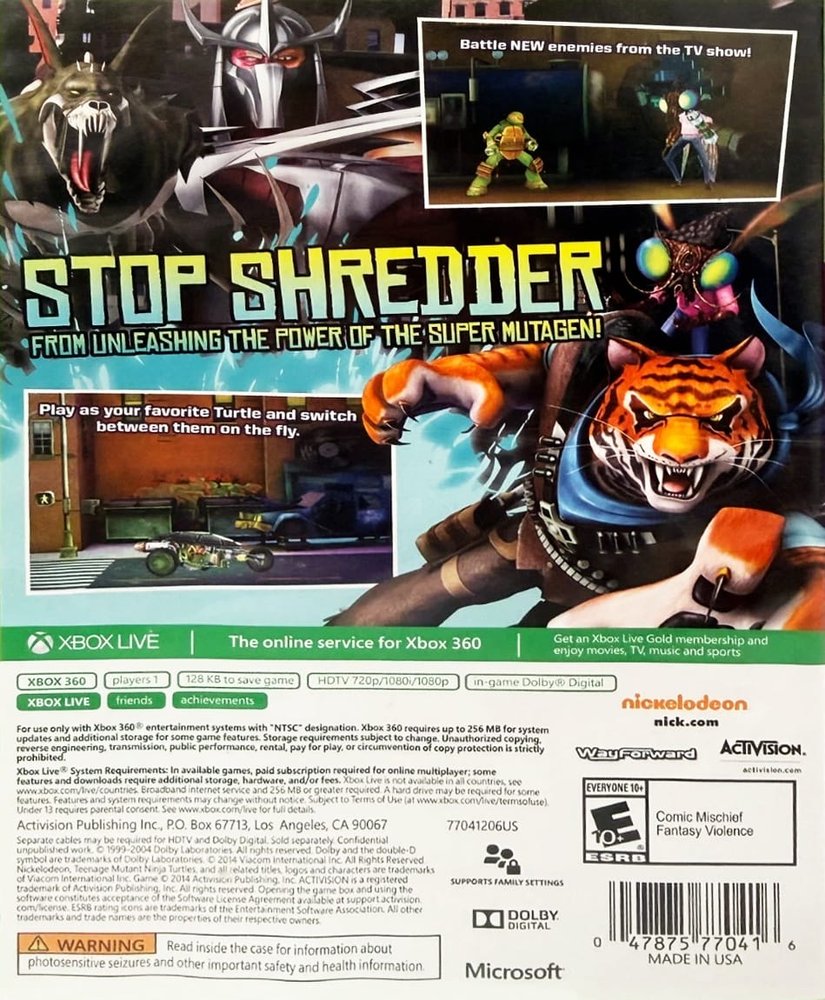 Battle NEW enemies from the TV show!
STOP SHREDDER
FROM UNLEASHING THE POWER OF THE SUPER MUTAGEN!
Play as your favorite Turtle and switch
between them on the fly.
XBOX LIVE
The online service for Xbox 360
Get an Xbox Live Gold membership and
enjoy movies, TV, music and sports
XBOX 360
players 1
128 KB to save game
HDTV 720p/1080i/1080p
in-game Dolby® Digital
XBOX LIVE
friends
achievements
nickelodeon
nick.com
For use only with Xbox 360® entertainment systems with "NTSC" designation. Xbox 360 requires up to 256 MB for system
updates and additional storage for some game features. Storage requirements subject to change. Unauthorized copying,
reverse engineering, transmission, public performance, rental, pay for play, or circumvention of copy protection is strictly
prohibited.
WayForward
ACTIVISION.
activision.com
Xbox Live® System Requirements: In available games, paid subscription required for online multiplayer; some
features and downloads require additional storage, hardware, and/or fees. Xbox Live is not available in all countries, see
www.xbox.com/live/countries. Broadband internet service and 256 MB or greater required. A hard drive may be required for some
features. Features and system requirements may change without notice. Subject to Terms of Use (at www.xbox.com/live/termsofuse).
Under 13 requires parental consent. See www.xbox.com/live for full details.
Activision Publishing Inc., P.O. Box 67713, Los Angeles, CA 90067
77041206US
Separate cables may be required for HDTV and Dolby Digital. Sold separately. Confidential
unpublished work, © 1999-2004 Dolby Laboratories. All rights reserved. Dolby and the double-D
symbol are trademarks of Dolby Laboratories. © 2014 Viacom International Inc. All Rights Reserved.
Nickelodeon, Teenage Mutant Ninja Turtles, and all related titles, logos and characters are trademarks
of Viacom International Inc. Game © 2014 Activision Publishing, Inc. ACTIVISION is a registered
trademark of Activision Publishing, Inc. All rights reserved. Opening the game box and using the
software constitutes acceptance of the Software License Agreement available at support.activision.
com/license. ESRB rating icons are trademarks of the Entertainment Software Association. All other
trademarks and trade names are the properties of their respective owners.
SUPPORTS FAMILY SETTINGS
DOLBY
DIGITAL
Microsoft®
EVERYONE 10+
E
10+
ESRB
Comic Mischief
Fantasy Violence
0 47875 77041 6
MADE IN USA
WARNING
Read inside the case for information about
photosensitive seizures and other important safety and health information.